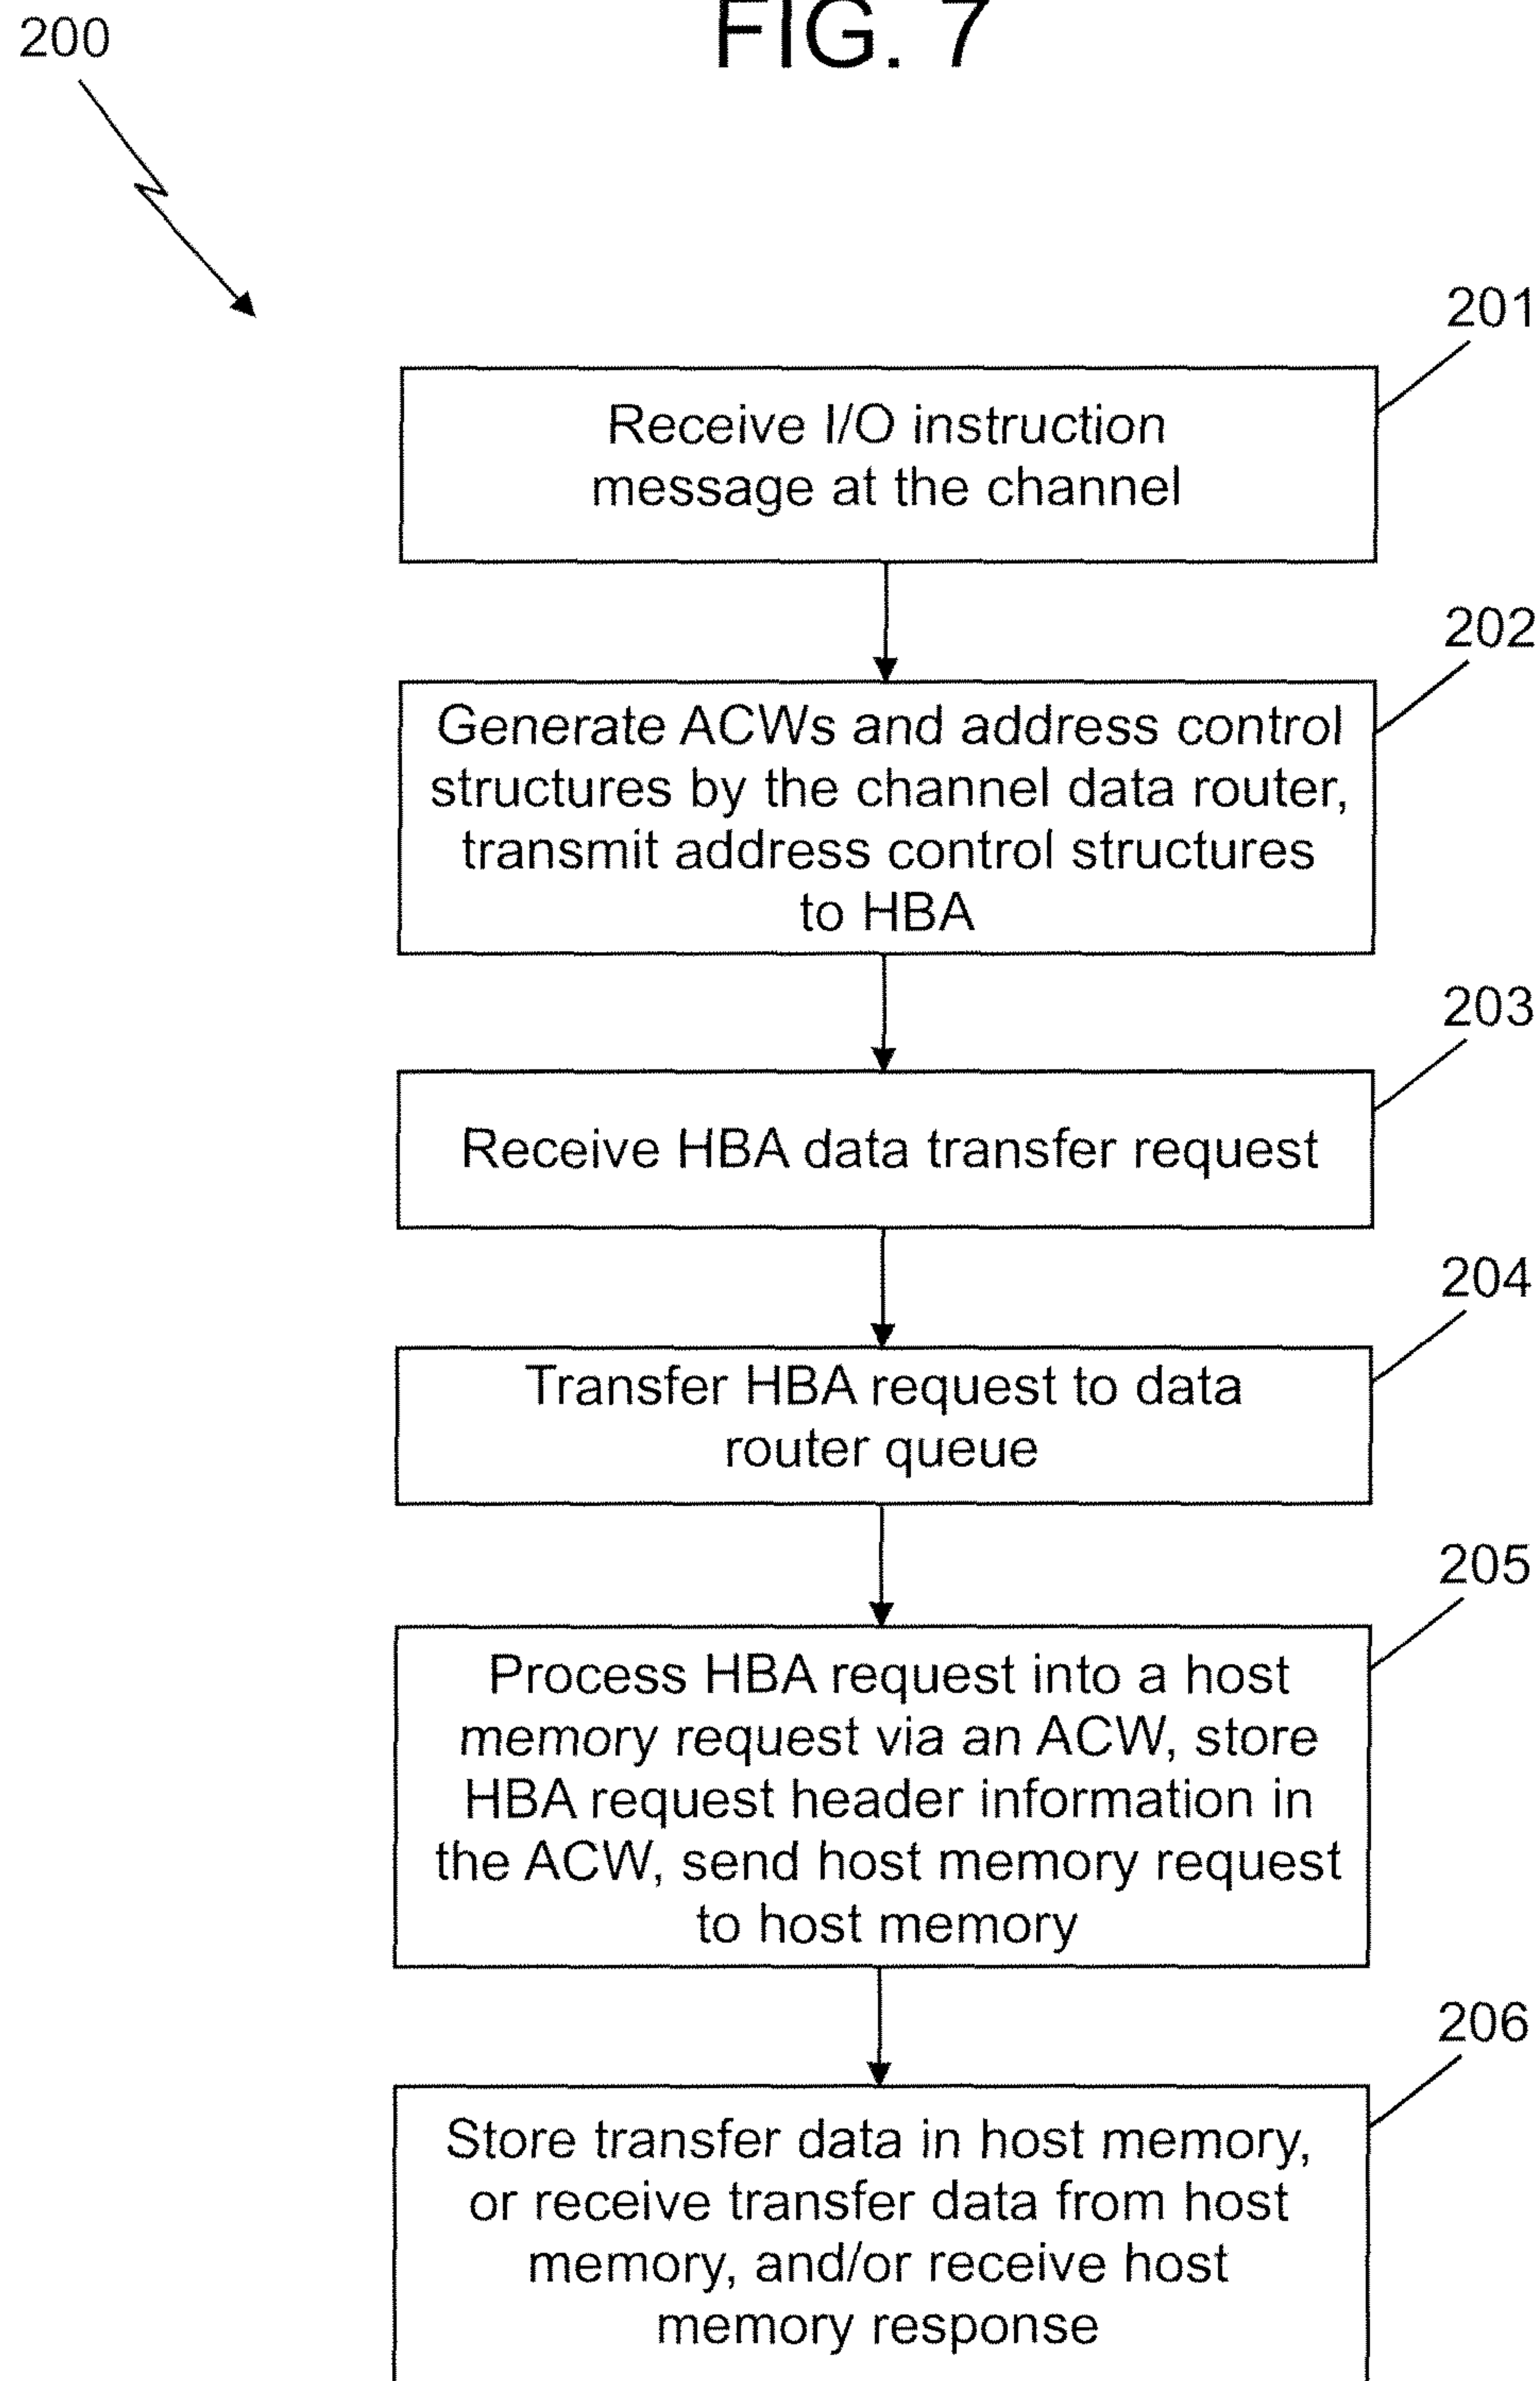 FIG. 7
200
201
Receive I/O instruction
message at the channel
202
Generate ACWs and address control
structures by the channel data router,
transmit address control structures
to HBA
203
Receive HBA data transfer request
204
Transfer HBA request to data
router queue
205
Process HBA request into a host
memory request via an ACW, store
HBA request header information in
the ACW, send host memory request
to host memory
206
Store transfer data in host memory,
or receive transfer data from host
memory, and/or receive host
memory response